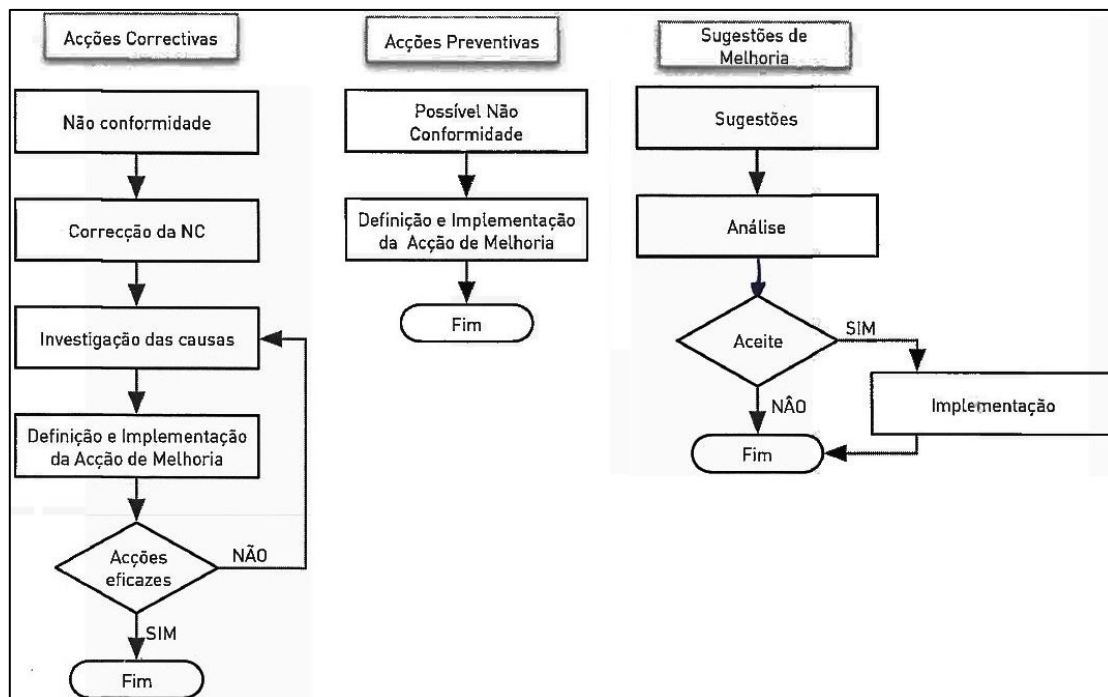 Acções Correctivas
Não conformidade
Correcção da NC
Investigação das causas
Definição e Implementação
da Acção de Melhoria
Acções
eficazes
NÃO
SIM
Fim
Acções Preventivas
Possível Não
Conformidade
Definição e Implementação
da Acção de Melhoria
Fim
Sugestões de
Melhoria
Sugestões
Análise
Aceite
SIM
Implementação
NÂO
Fim